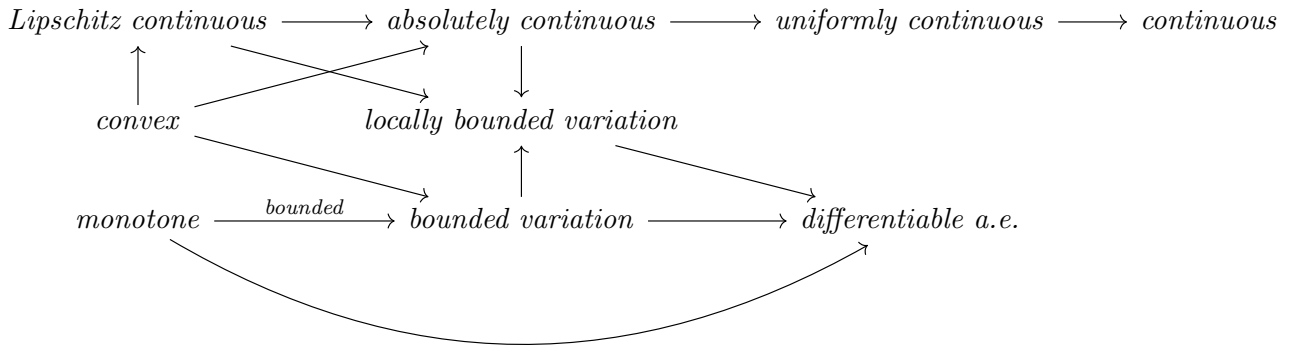 Lipschitz continuous absolutely continuous uniformly continuous continuous
convex locally bounded variation
bounded
monotone bounded variation differentiable a.e.